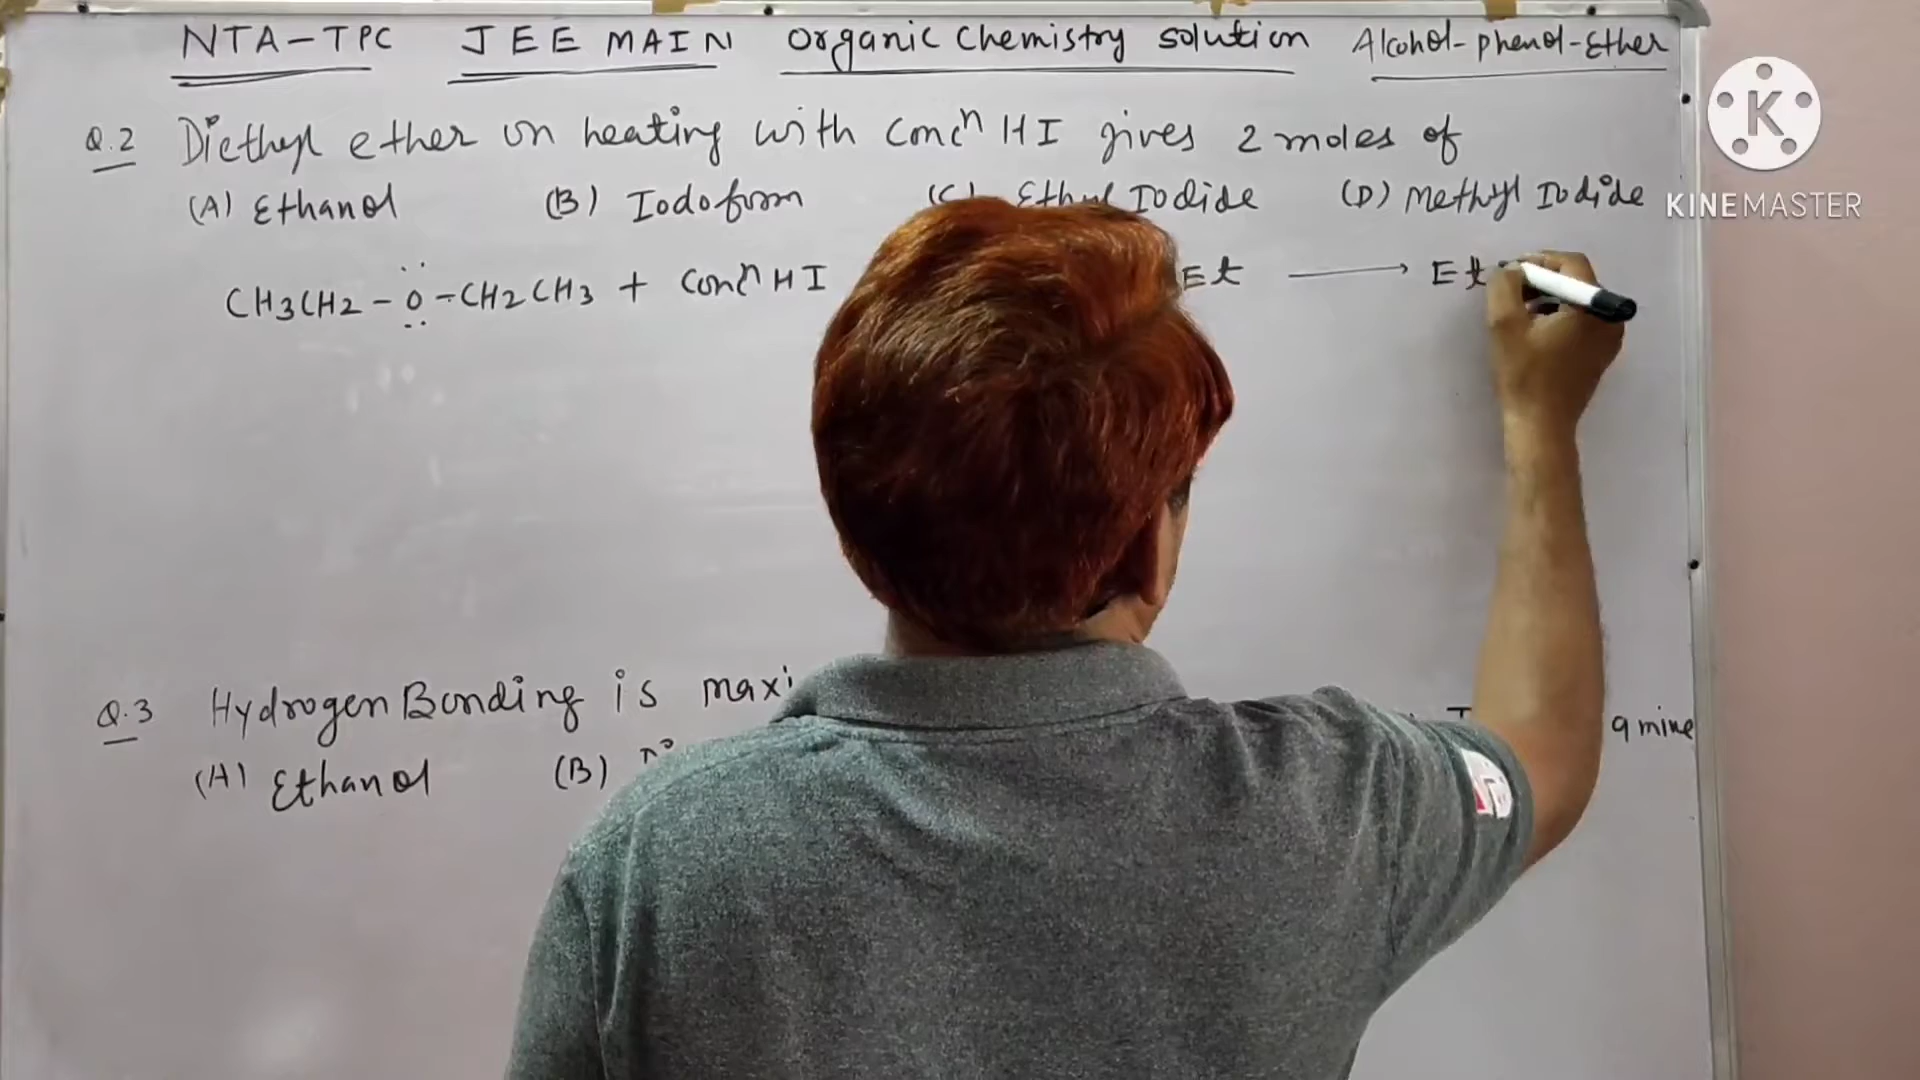 NTA-TPC JEE MAIN Organic Chemistry solution Alcohol-phenol-Ether
Q.2 Diethyl ether on heating with concⁿ HI gives 2 moles of
(A) Ethanol (B) Iodoform (C) Ethyl Iodide (D) Methyl Iodide
CH3CH2-O-CH2CH3 + concⁿ HI Et ⟶ Et
Q.3 Hydrogen Bonding is maxi amine
(A) Ethanol (B)
K
KINEMASTER